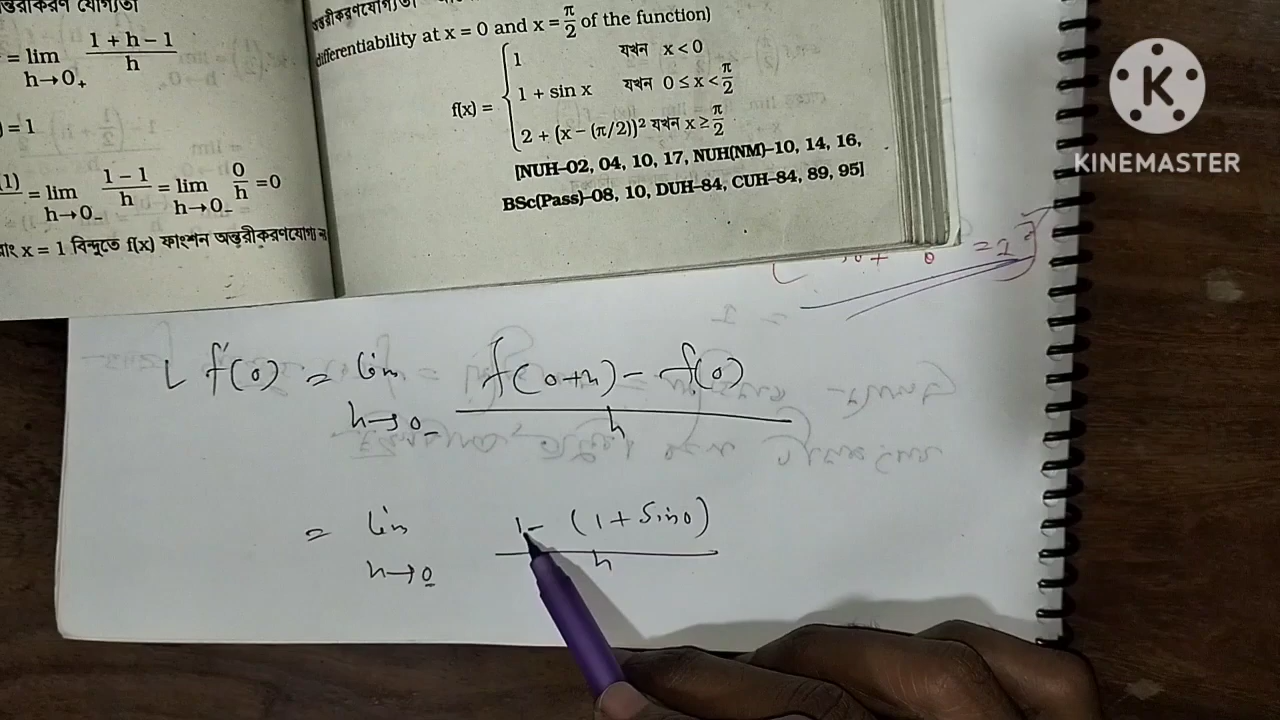 = lim 1 + h − 1 / h
h→0₊
) = 1
(1) = lim 1 − 1 / h = lim 0 / h = 0
h→0₋ h→0₋
x = 1 বিন্দুতে f(x) ফাংশন অন্তরীকরণযোগ্য
differentiability at x = 0 and x = π/2 of the function)
f(x) = { 1 যখন x < 0
1 + sin x যখন 0 ≤ x < π/2
2 + (x − (π/2))² যখন x ≥ π/2
[NUH–02, 04, 10, 17, NUH(NM)–10, 14, 16,
BSc(Pass)–08, 10, DUH–84, CUH–84, 89, 95]
K
KINEMASTER
L f'(0) = lim f(0+h) − f(0) / h
h→0₋
= lim 1 − (1 + sin0) / h
h→0₋